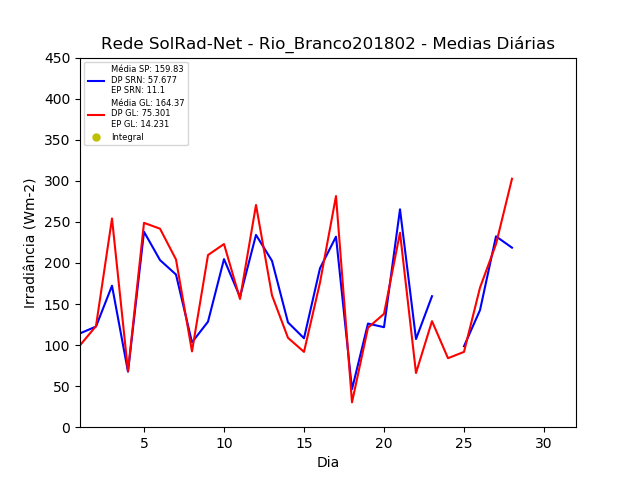 Rede SolRad-Net - Rio_Branco201802 - Medias Diárias
450
400
350
300
250
200
150
100
50
0
Irradiância (Wm-2)
Média SP: 159.83
DP SRN: 57.677
EP SRN: 11.1
Média GL: 164.37
DP GL: 75.301
EP GL: 14.231
Integral
5
10
15
20
25
30
Dia